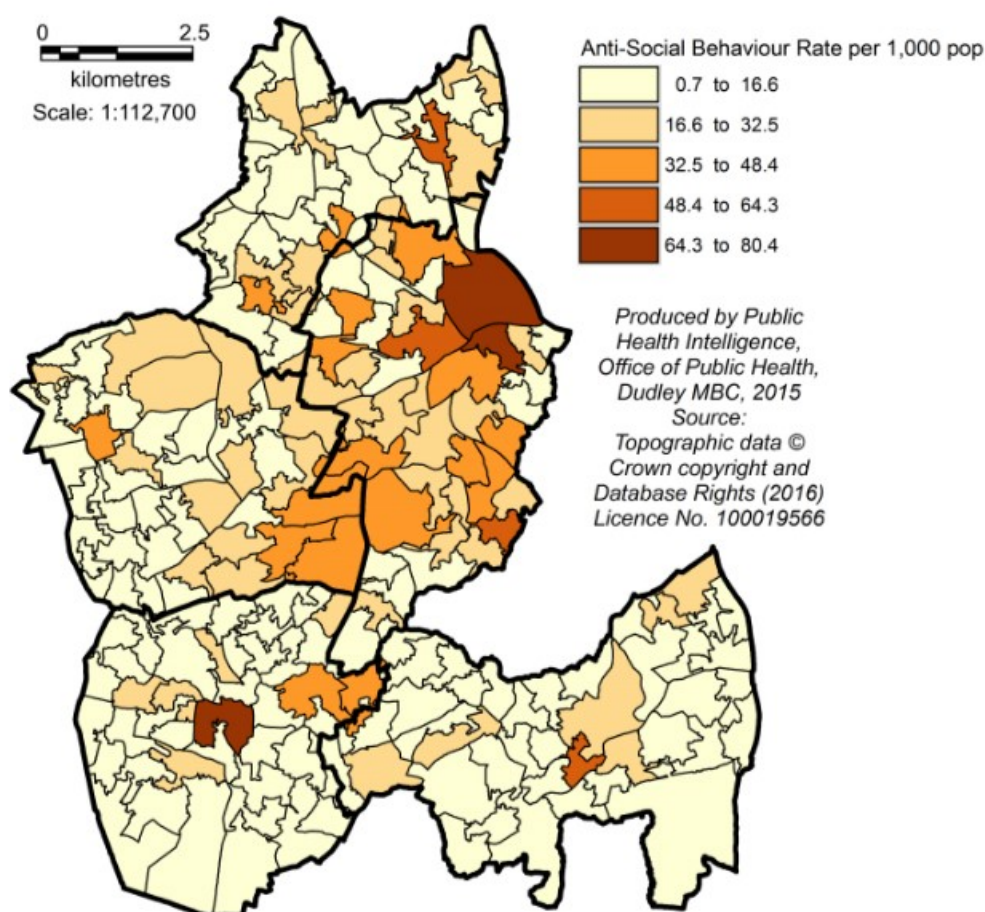 0 2.5
kilometres
Scale: 1:112,700
Anti-Social Behaviour Rate per 1,000 pop
0.7 to 16.6
16.6 to 32.5
32.5 to 48.4
48.4 to 64.3
64.3 to 80.4
Produced by Public
Health Intelligence,
Office of Public Health,
Dudley MBC, 2015
Source:
Topographic data ©
Crown copyright and
Database Rights (2016)
Licence No. 100019566